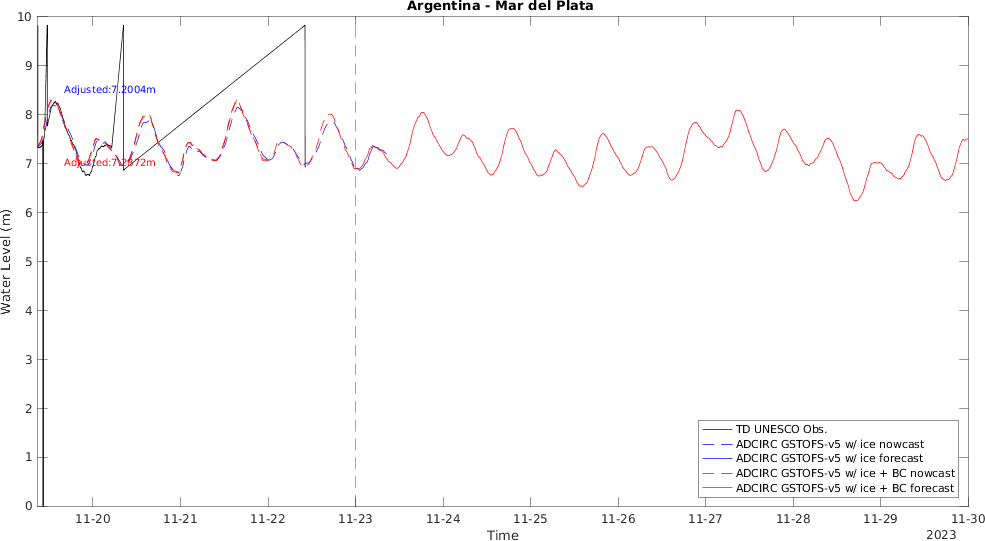 Argentina - Mar del Plata
Water Level (m)
10
9
8
7
6
5
4
3
2
1
0
Adjusted:7.2004m
Adjusted:7.2872m
TD UNESCO Obs.
ADCIRC GSTOFS-v5 w/ ice nowcast
ADCIRC GSTOFS-v5 w/ ice forecast
ADCIRC GSTOFS-v5 w/ ice + BC nowcast
ADCIRC GSTOFS-v5 w/ ice + BC forecast
11-20 11-21 11-22 11-23 11-24 11-25 11-26 11-27 11-28 11-29 11-30
Time
2023